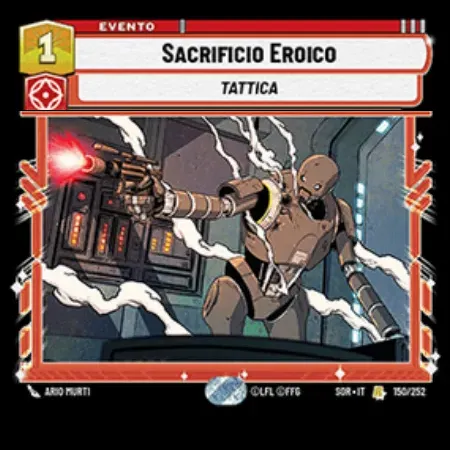 EVENTO
1
SACRIFICIO EROICO
TATTICA
ARIO MURTI
©LFL ©FFG
SOR•IT
150/252